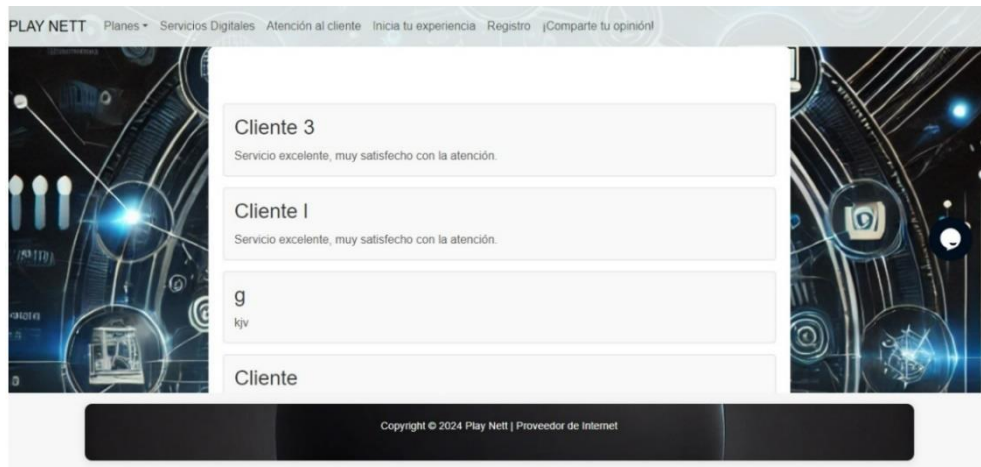 PLAY NETT Planes Servicios Digitales Atención al cliente Inicia tu experiencia Registro ¡Comparte tu opinión!
Cliente 3
Servicio excelente, muy satisfecho con la atención.
Cliente l
Servicio excelente, muy satisfecho con la atención.
g
kjv
Cliente
Copyright © 2024 Play Nett | Proveedor de Internet